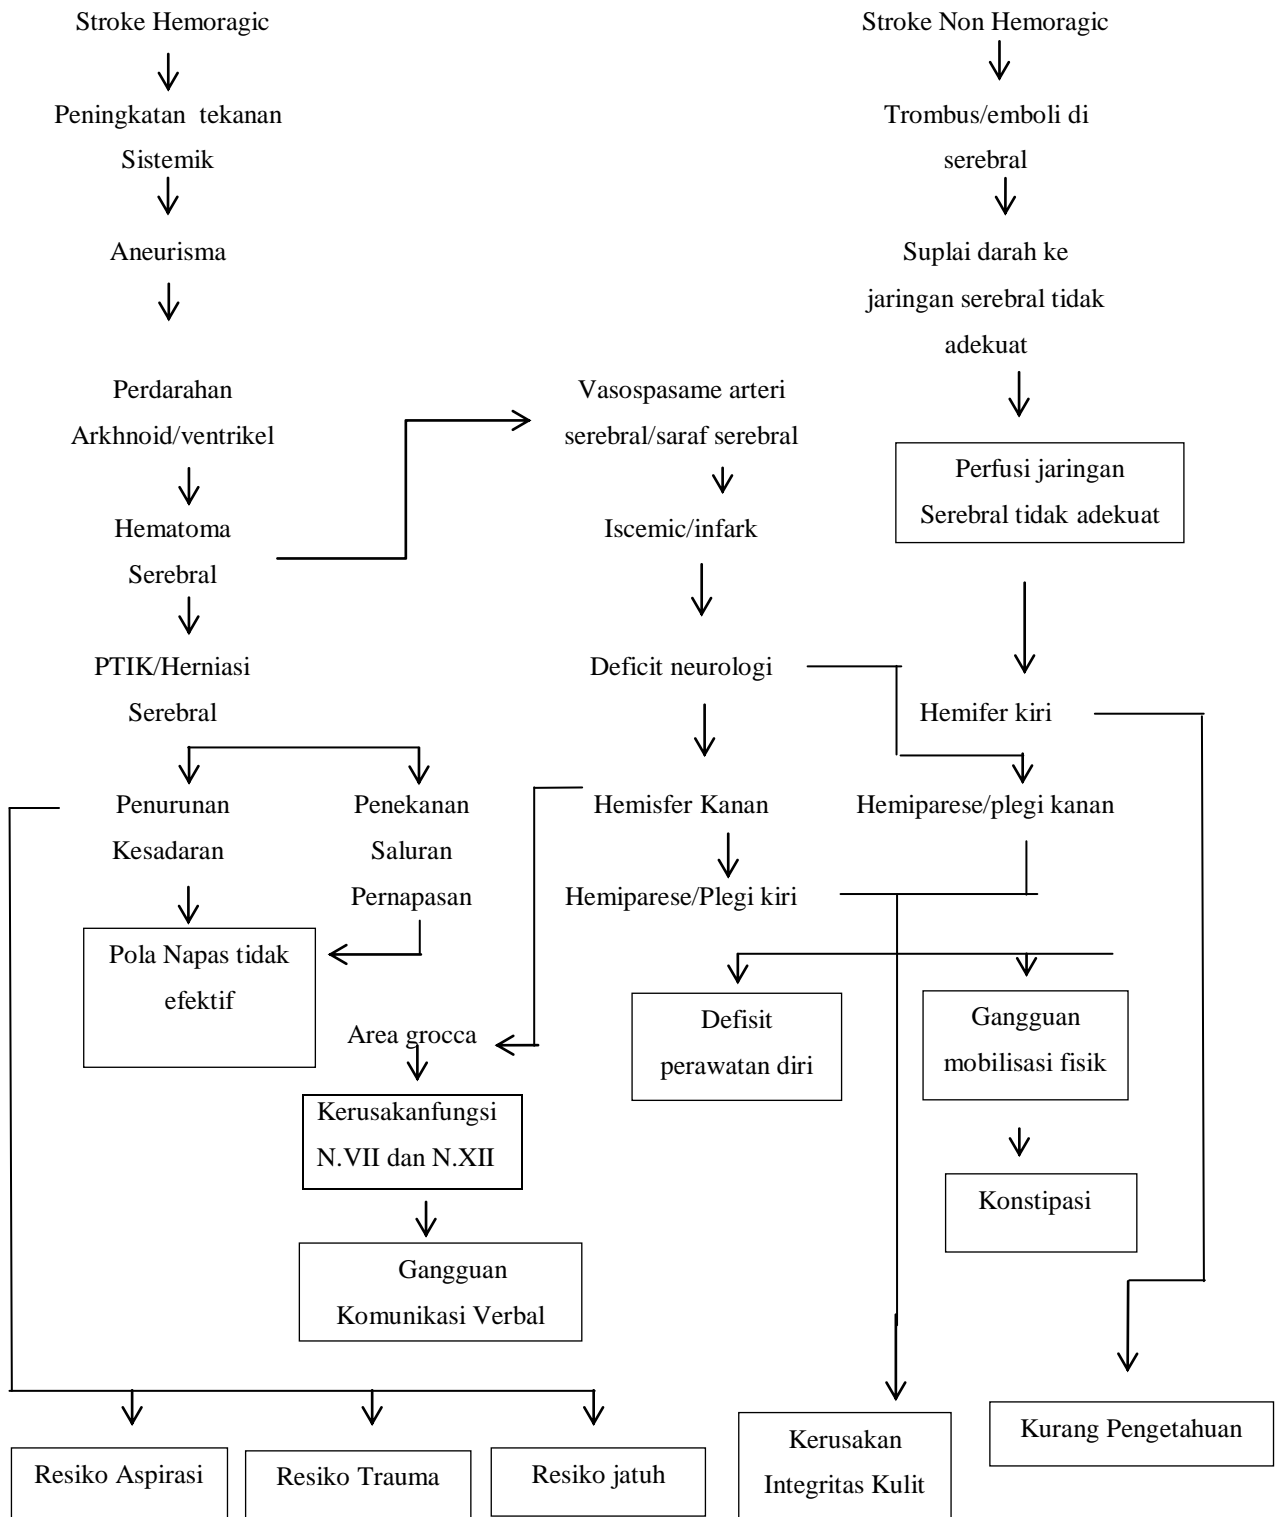 Stroke Hemoragic
Stroke Non Hemoragic
Peningkatan tekanan
Sistemik
Trombus/emboli di
serebral
Aneurisma
Suplai darah ke
jaringan serebral tidak
adekuat
Perdarahan
Arkhnoid/ventrikel
Vasospasame arteri
serebral/saraf serebral
Perfusi jaringan
Serebral tidak adekuat
Hematoma
Serebral
Iscemic/infark
PTIK/Herniasi
Serebral
Deficit neurologi
Hemifer kiri
Penurunan
Kesadaran
Penekanan
Saluran
Pernapasan
Hemisfer Kanan
Hemiparese/plegi kanan
Hemiparese/Plegi kiri
Pola Napas tidak
efektif
Area grocca
Defisit
perawatan diri
Gangguan
mobilisasi fisik
Kerusakanfungsi
N.VII dan N.XII
Konstipasi
Gangguan
Komunikasi Verbal
Resiko Aspirasi
Resiko Trauma
Resiko jatuh
Kerusakan
Integritas Kulit
Kurang Pengetahuan